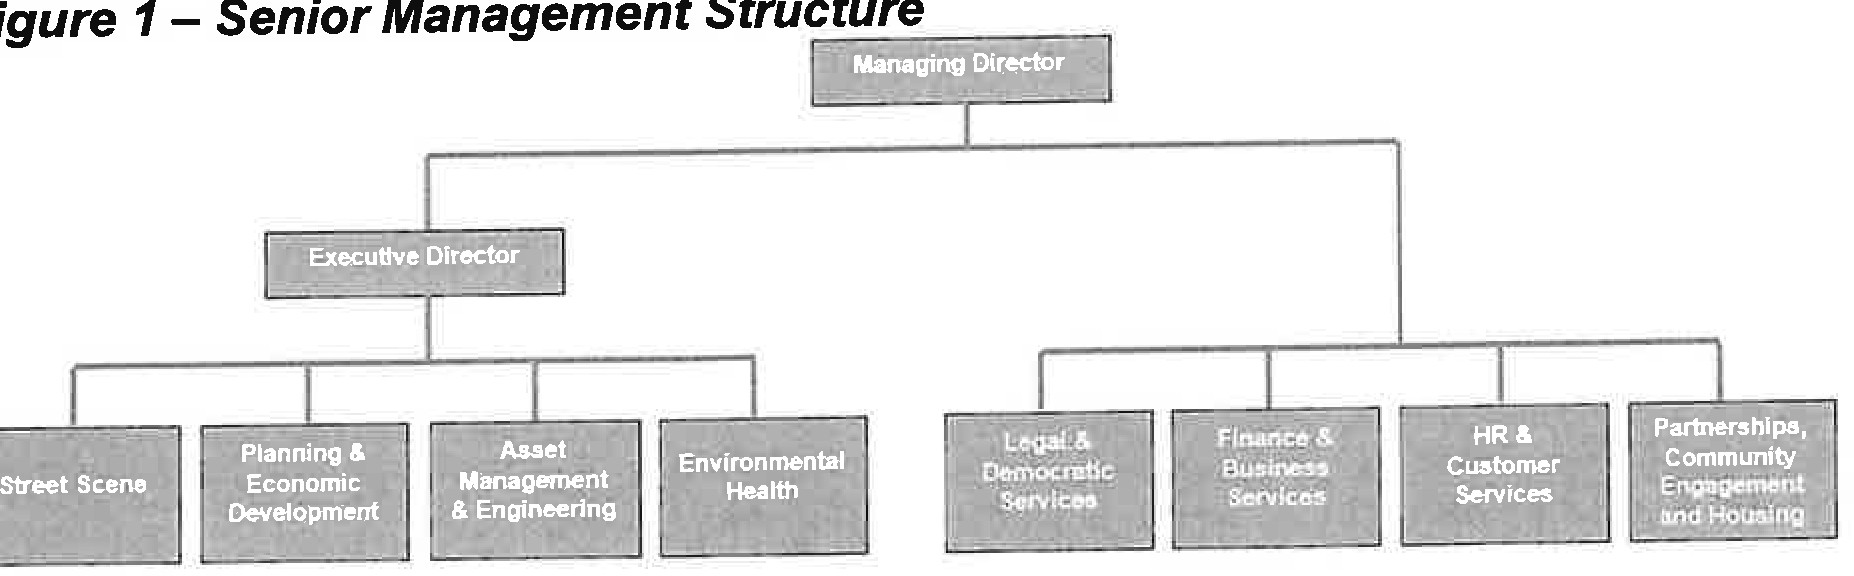 igure 1 – Senior Management Structure
Managing Director
Executive Director
Street Scene
Planning &
Economic
Development
Asset
Management
& Engineering
Environmental
Health
Legal &
Democratic
Services
Finance &
Business
Services
HR &
Customer
Services
Partnerships,
Community
Engagement
and Housing